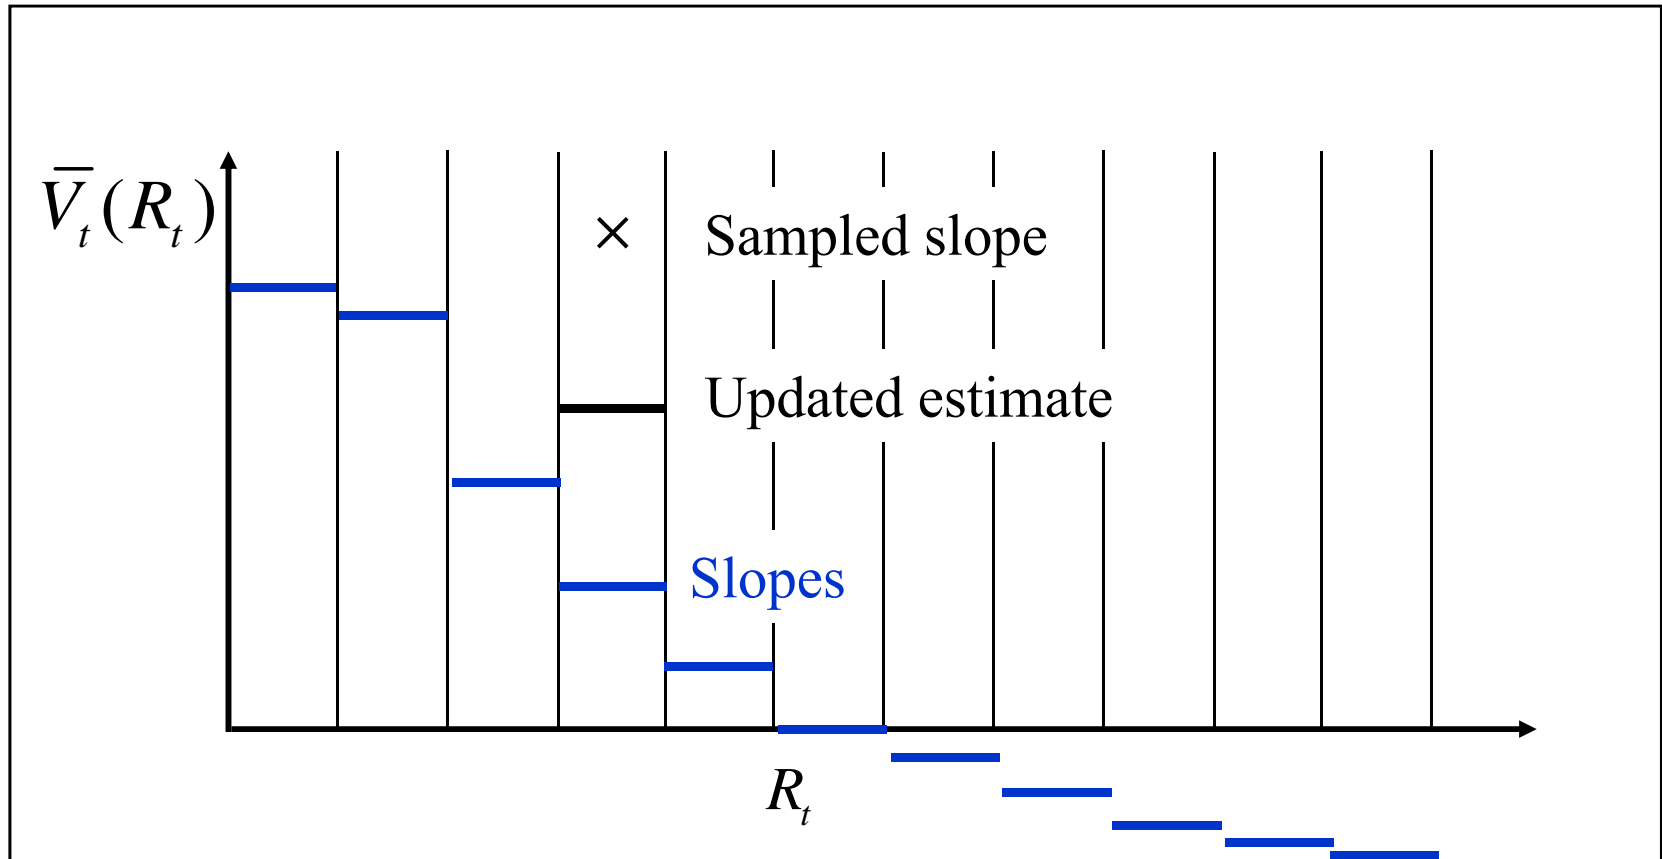 V̅ₜ(Rₜ)
× Sampled slope
Updated estimate
Slopes
Rₜ